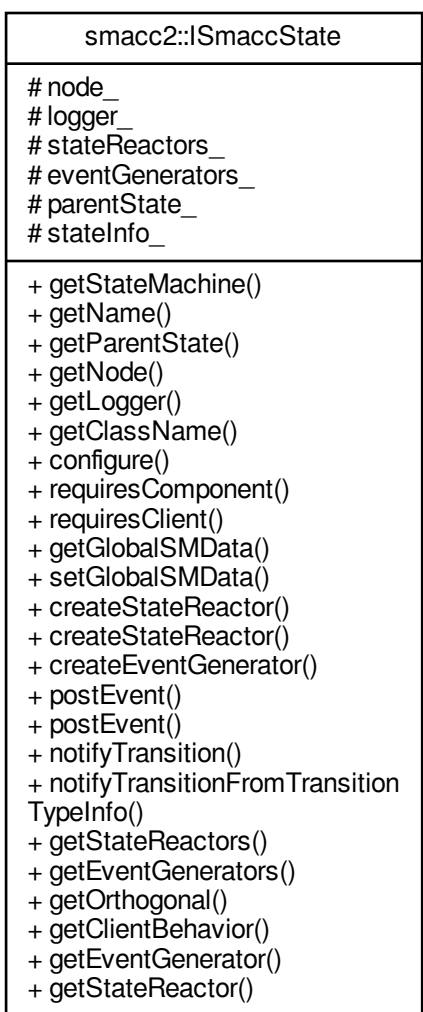 smacc2::ISmaccState
# node_
# logger_
# stateReactors_
# eventGenerators_
# parentState_
# stateInfo_
+ getStateMachine()
+ getName()
+ getParentState()
+ getNode()
+ getLogger()
+ getClassName()
+ configure()
+ requiresComponent()
+ requiresClient()
+ getGlobalSMData()
+ setGlobalSMData()
+ createStateReactor()
+ createStateReactor()
+ createEventGenerator()
+ postEvent()
+ postEvent()
+ notifyTransition()
+ notifyTransitionFromTransition
TypeInfo()
+ getStateReactors()
+ getEventGenerators()
+ getOrthogonal()
+ getClientBehavior()
+ getEventGenerator()
+ getStateReactor()